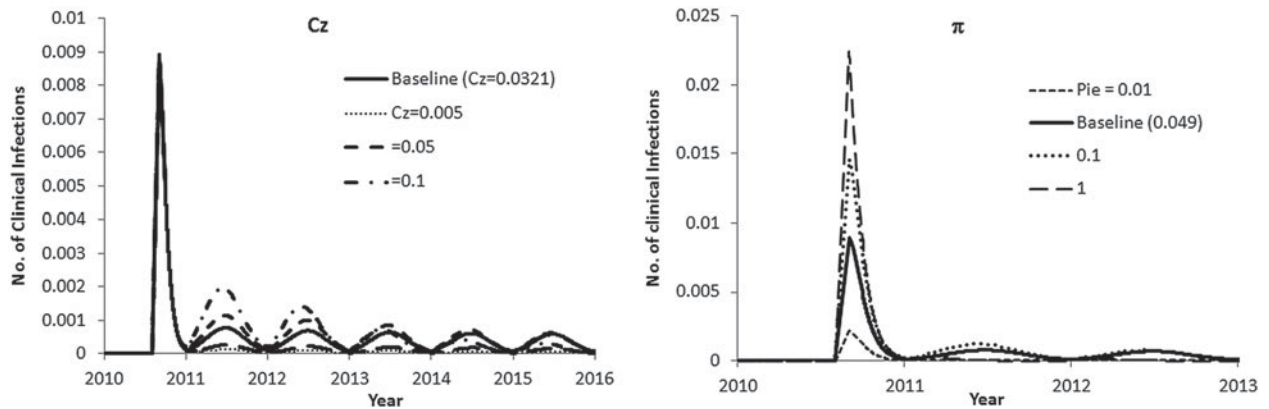 Cz
No. of Clinical Infections
0.01
0.009
0.008
0.007
0.006
0.005
0.004
0.003
0.002
0.001
0
Baseline (Cz=0.0321)
Cz=0.005
=0.05
=0.1
2010 2011 2012 2013 2014 2015 2016
Year
π
No. of clinical Infections
0.025
0.02
0.015
0.01
0.005
0
Pie = 0.01
Baseline (0.049)
0.1
1
2010 2011 2012 2013
Year